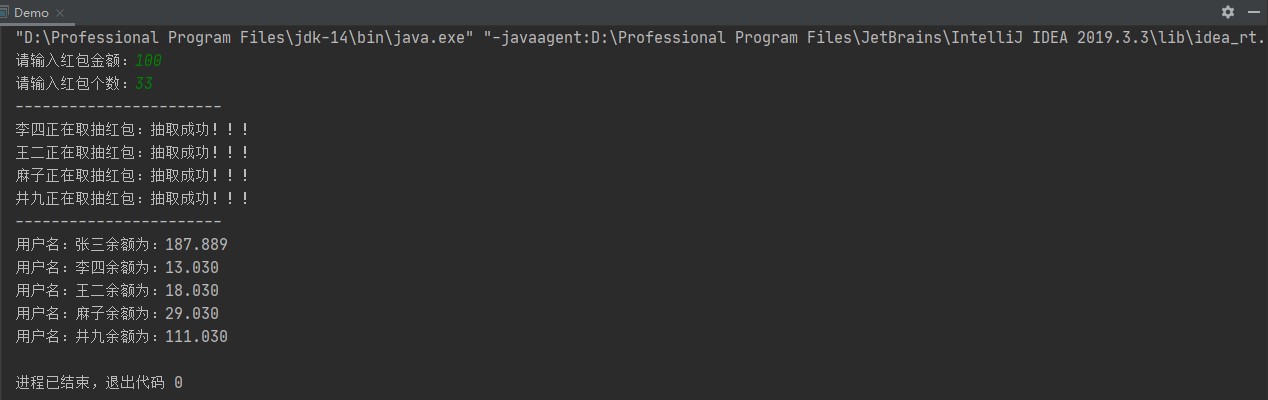 Demo
"D:\Professional Program Files\jdk-14\bin\java.exe" "-javaagent:D:\Professional Program Files\JetBrains\IntelliJ IDEA 2019.3.3\lib\idea_rt.
请输入红包金额：100
请输入红包个数：33
-----------------------
李四正在取抽红包：抽取成功！！！
王二正在取抽红包：抽取成功！！！
麻子正在取抽红包：抽取成功！！！
井九正在取抽红包：抽取成功！！！
-----------------------
用户名：张三余额为：187.889
用户名：李四余额为：13.030
用户名：王二余额为：18.030
用户名：麻子余额为：29.030
用户名：井九余额为：111.030
进程已结束，退出代码 0